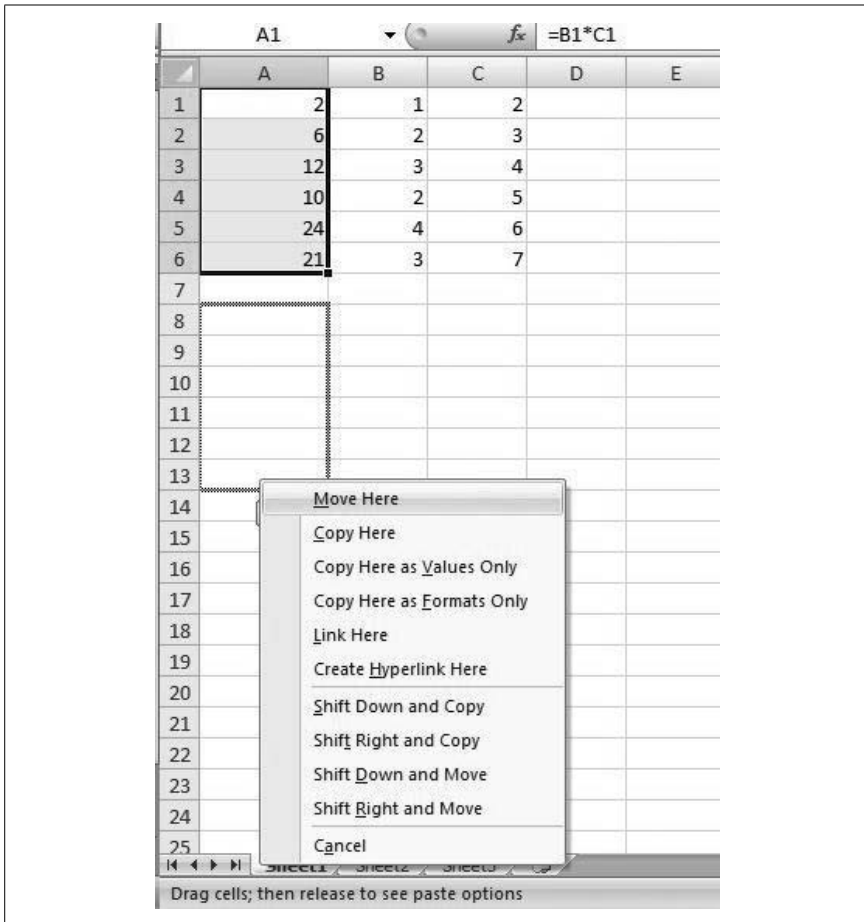 A1 fx =B1*C1
A B C D E
1 2 1 2
2 6 2 3
3 12 3 4
4 10 2 5
5 24 4 6
6 21 3 7
7
8
9
10
11
12
13
14
15
16
17
18
19
20
21
22
23
24
25
Move Here
Copy Here
Copy Here as Values Only
Copy Here as Formats Only
Link Here
Create Hyperlink Here
Shift Down and Copy
Shift Right and Copy
Shift Down and Move
Shift Right and Move
Cancel
Sheet1 Sheet2 Sheet3
Drag cells; then release to see paste options